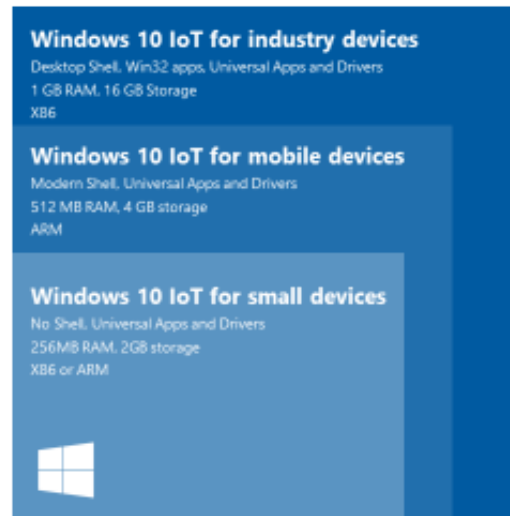 Windows 10 IoT for industry devices
Desktop Shell, Win32 apps, Universal Apps and Drivers
1 GB RAM, 16 GB Storage
X86
Windows 10 IoT for mobile devices
Modern Shell, Universal Apps and Drivers
512 MB RAM, 4 GB storage
ARM
Windows 10 IoT for small devices
No Shell, Universal Apps and Drivers
256MB RAM, 2GB storage
X86 or ARM